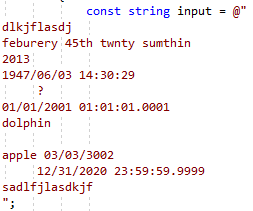 const string input = @"
dlkjflasdj
feburery 45th twnty sumthin
2013
1947/06/03 14:30:29
?
01/01/2001 01:01:01.0001
dolphin
apple 03/03/3002
12/31/2020 23:59:59.9999
sadlfjlasdkjf
";